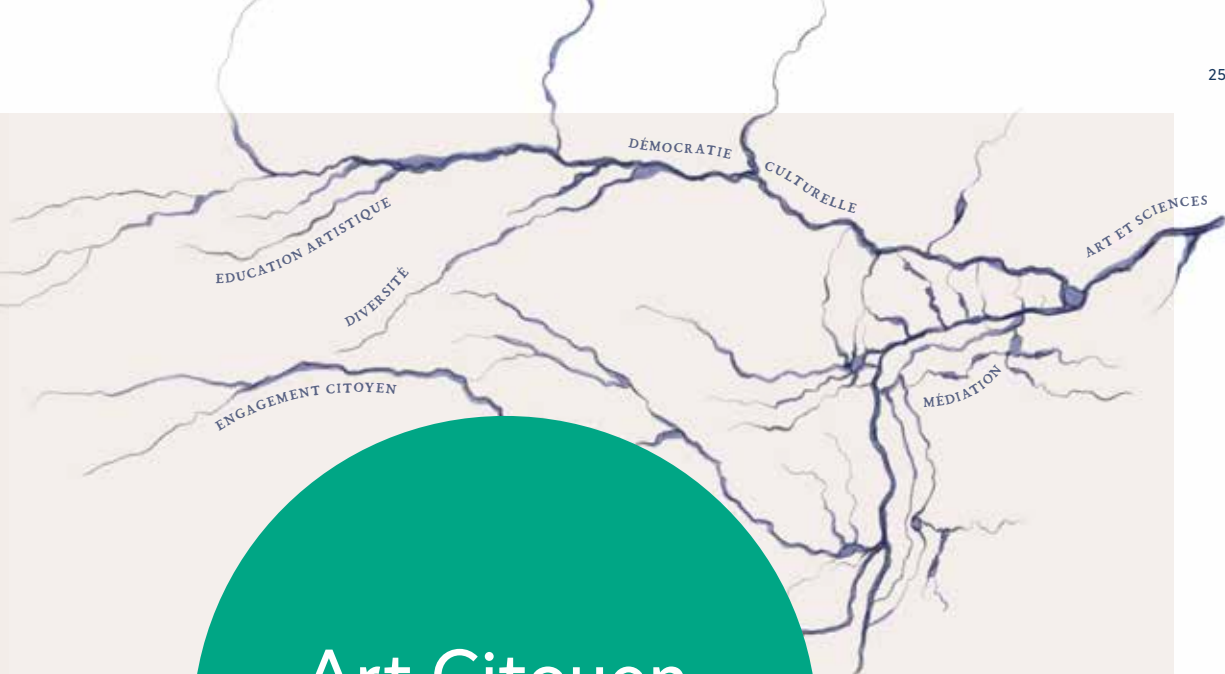 25
DÉMOCRATIE
CULTURELLE
ART ET SCIENCES
EDUCATION ARTISTIQUE
DIVERSITÉ
ENGAGEMENT CITOYEN
MÉDIATION
Art Citoyen